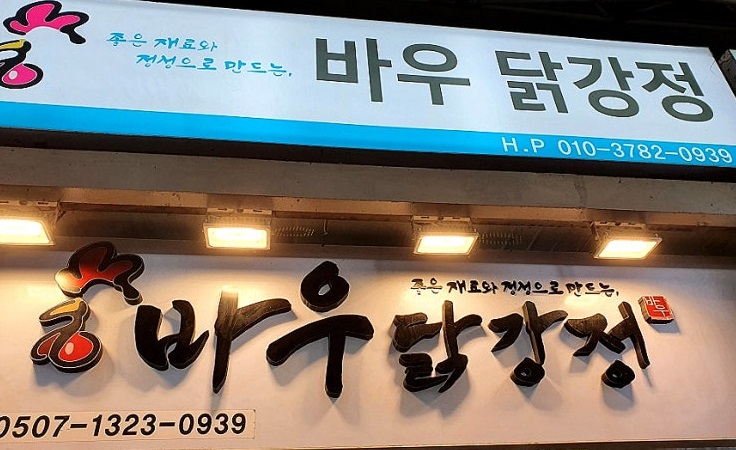 좋은 재료와
정성으로 만드는,
바우 닭강정
H.P 010-3782-0939
좋은 재료와 정성으로 만드는,
바우 닭강정
바우
0507-1323-0939